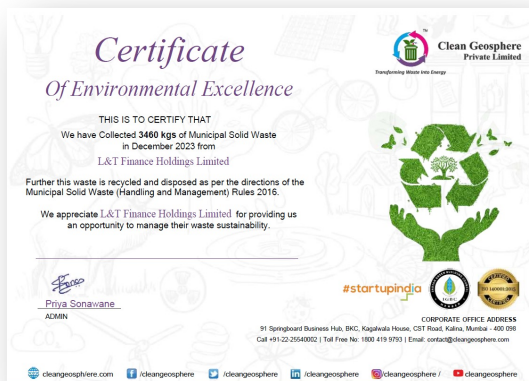 Certificate
Of Environmental Excellence
THIS IS TO CERTIFY THAT
We have Collected 3460 kgs of Municipal Solid Waste
in December 2023 from
L&T Finance Holdings Limited
Further this waste is recycled and disposed as per the directions of the
Municipal Solid Waste (Handling and Management) Rules 2016.
We appreciate L&T Finance Holdings Limited for providing us
an opportunity to manage their waste sustainability.
Priya Sonawane
ADMIN
TM
Clean Geosphere
Private Limited
Transforming Waste Into Energy
#startupindia
IGBC
CERTIFIED
CORPORATE OFFICE ADDRESS
91 Springboard Business Hub, BKC, Kagalwala House, CST Road, Kalina, Mumbai - 400 098
Call +91-22-25540002 | Toll Free No: 1800 419 9793 | Email: contact@cleangeosphere.com
cleangeosph/ere.com
/cleangeosphere
/cleangeosphere
/cleangeosphere
/cleangeosphere /
cleangeosphere